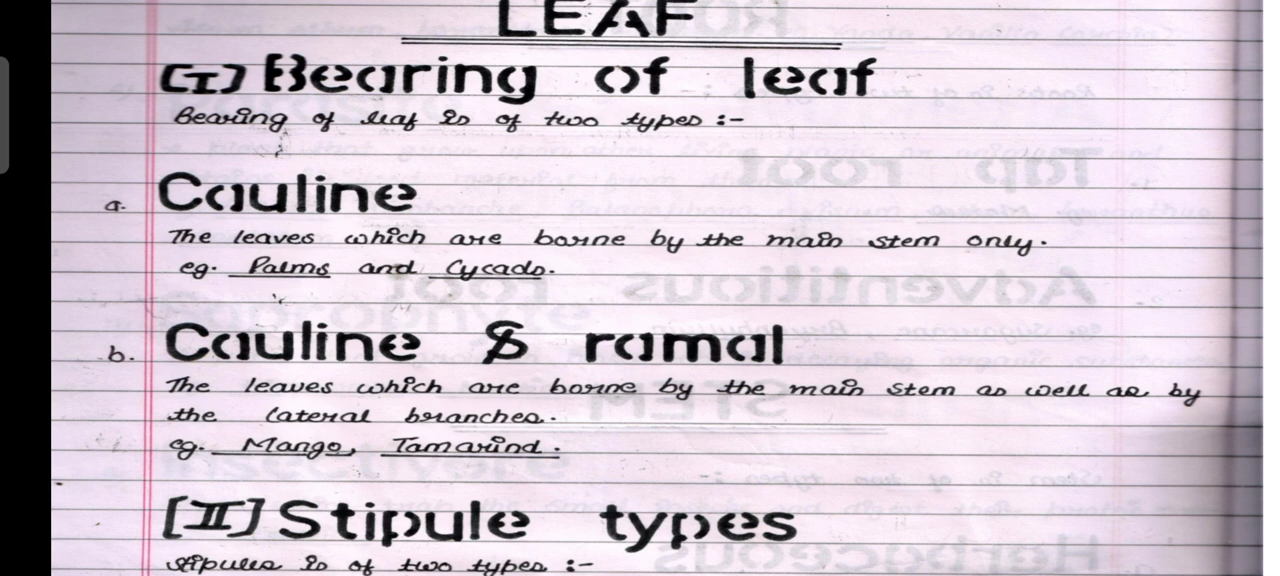 LEAF
[I] Bearing of leaf
Bearing of leaf is of two types :-
a. Cauline
The leaves which are borne by the main stem only.
eg. Palms and Cycads.
b. Cauline & ramal
The leaves which are borne by the main stem as well as by
the lateral branches.
eg. Mango, Tamarind.
[II] Stipule types
Stipules is of two types :-